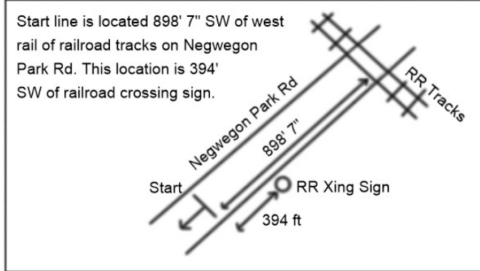 Start line is located 898' 7" SW of west
rail of railroad tracks on Negwegon
Park Rd. This location is 394'
SW of railroad crossing sign.
RR Tracks
Negwegon Park Rd
898' 7"
Start
RR Xing Sign
394 ft